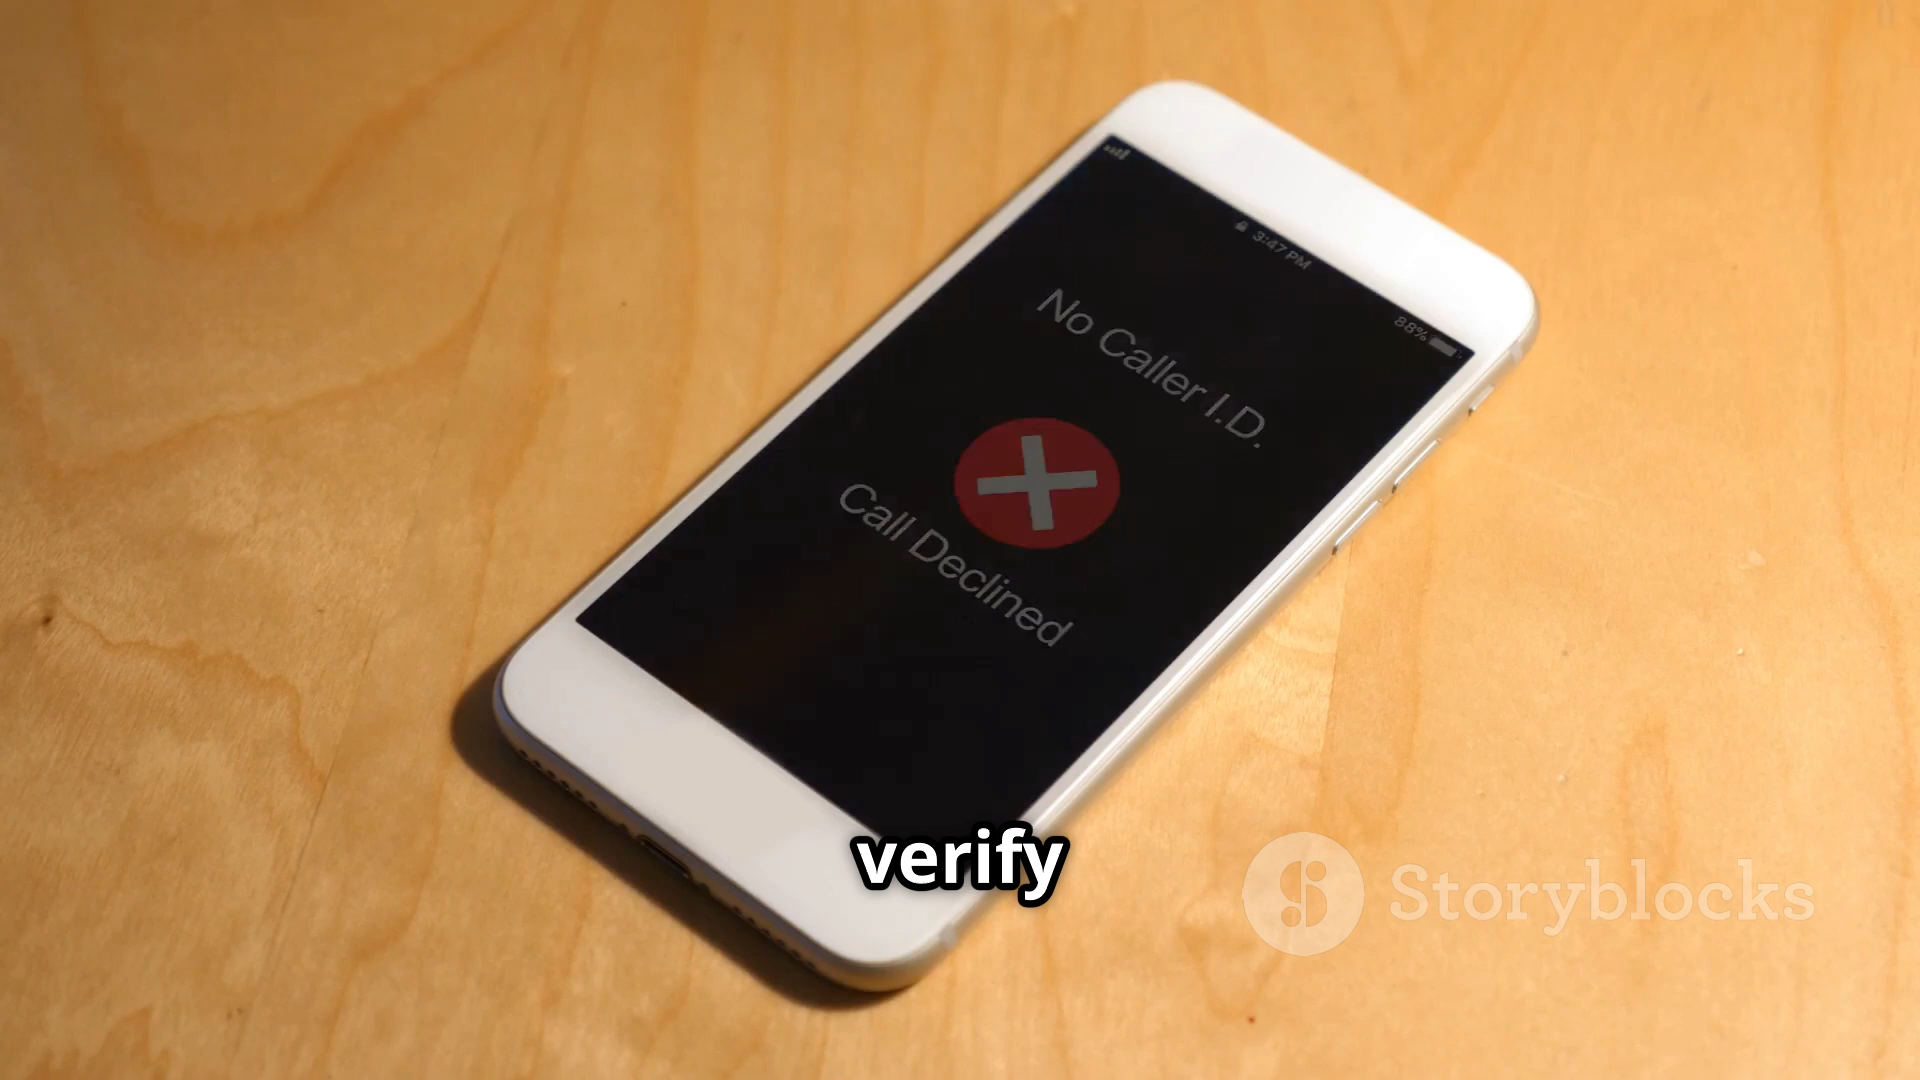 3:47 PM
88%
No Caller I.D.
Call Declined
verify
Storyblocks